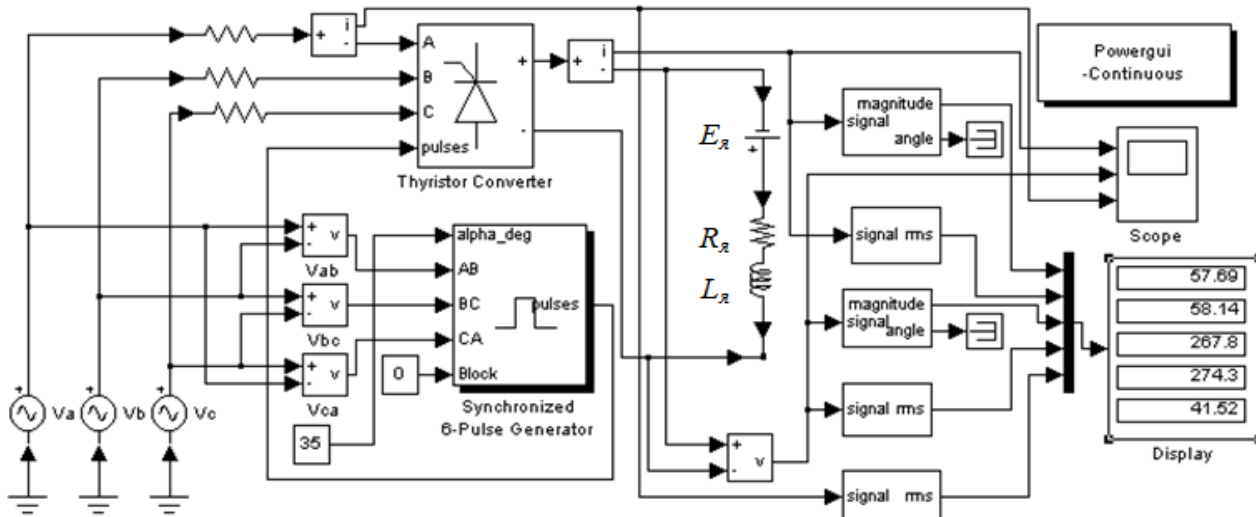 A
B
C
pulses
+
-
Thyristor Converter
+
i
-
+
i
-
Powergui
-Continuous
magnitude
signal
angle
Scope
Eя
+
Rя
Lя
signal rms
magnitude
signal
angle
signal rms
signal rms
57.69
58.14
267.8
274.3
41.52
Display
+
-
v
Vab
+
-
v
Vbc
+
-
v
Vca
alpha_deg
AB
BC
CA
Block
pulses
Synchronized
6-Pulse Generator
0
35
+
-
v
+
Va
+
Vb
+
Vc